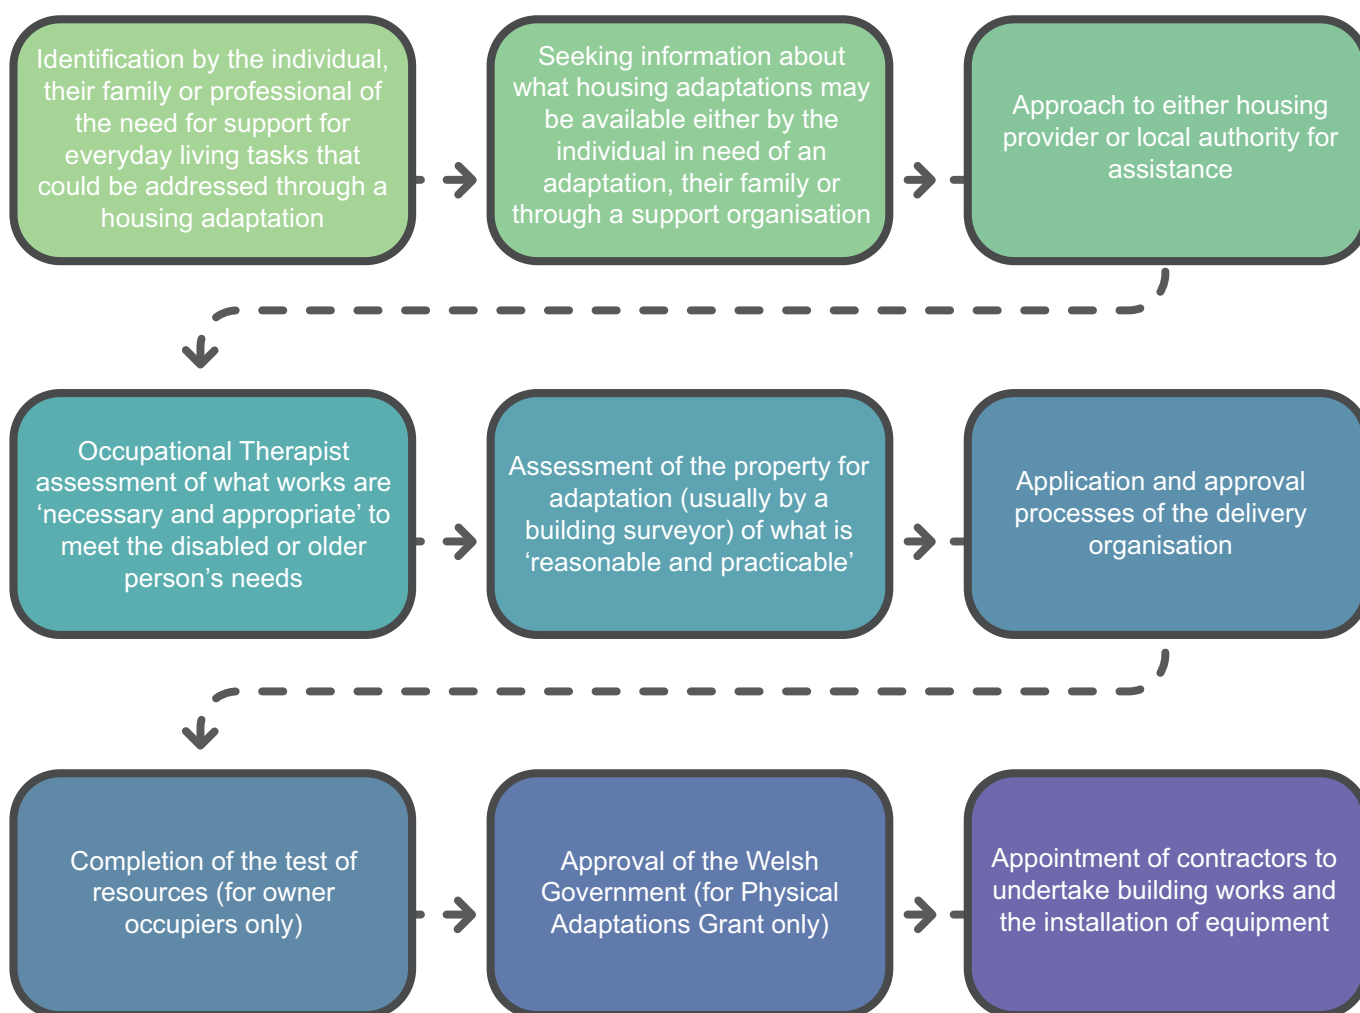 Identification by the individual,
their family or professional of
the need for support for
everyday living tasks that
could be addressed through a
housing adaptation
Seeking information about
what housing adaptations may
be available either by the
individual in need of an
adaptation, their family or
through a support organisation
Approach to either housing
provider or local authority for
assistance
Occupational Therapist
assessment of what works are
‘necessary and appropriate’ to
meet the disabled or older
person’s needs
Assessment of the property for
adaptation (usually by a
building surveyor) of what is
‘reasonable and practicable’
Application and approval
processes of the delivery
organisation
Completion of the test of
resources (for owner
occupiers only)
Approval of the Welsh
Government (for Physical
Adaptations Grant only)
Appointment of contractors to
undertake building works and
the installation of equipment